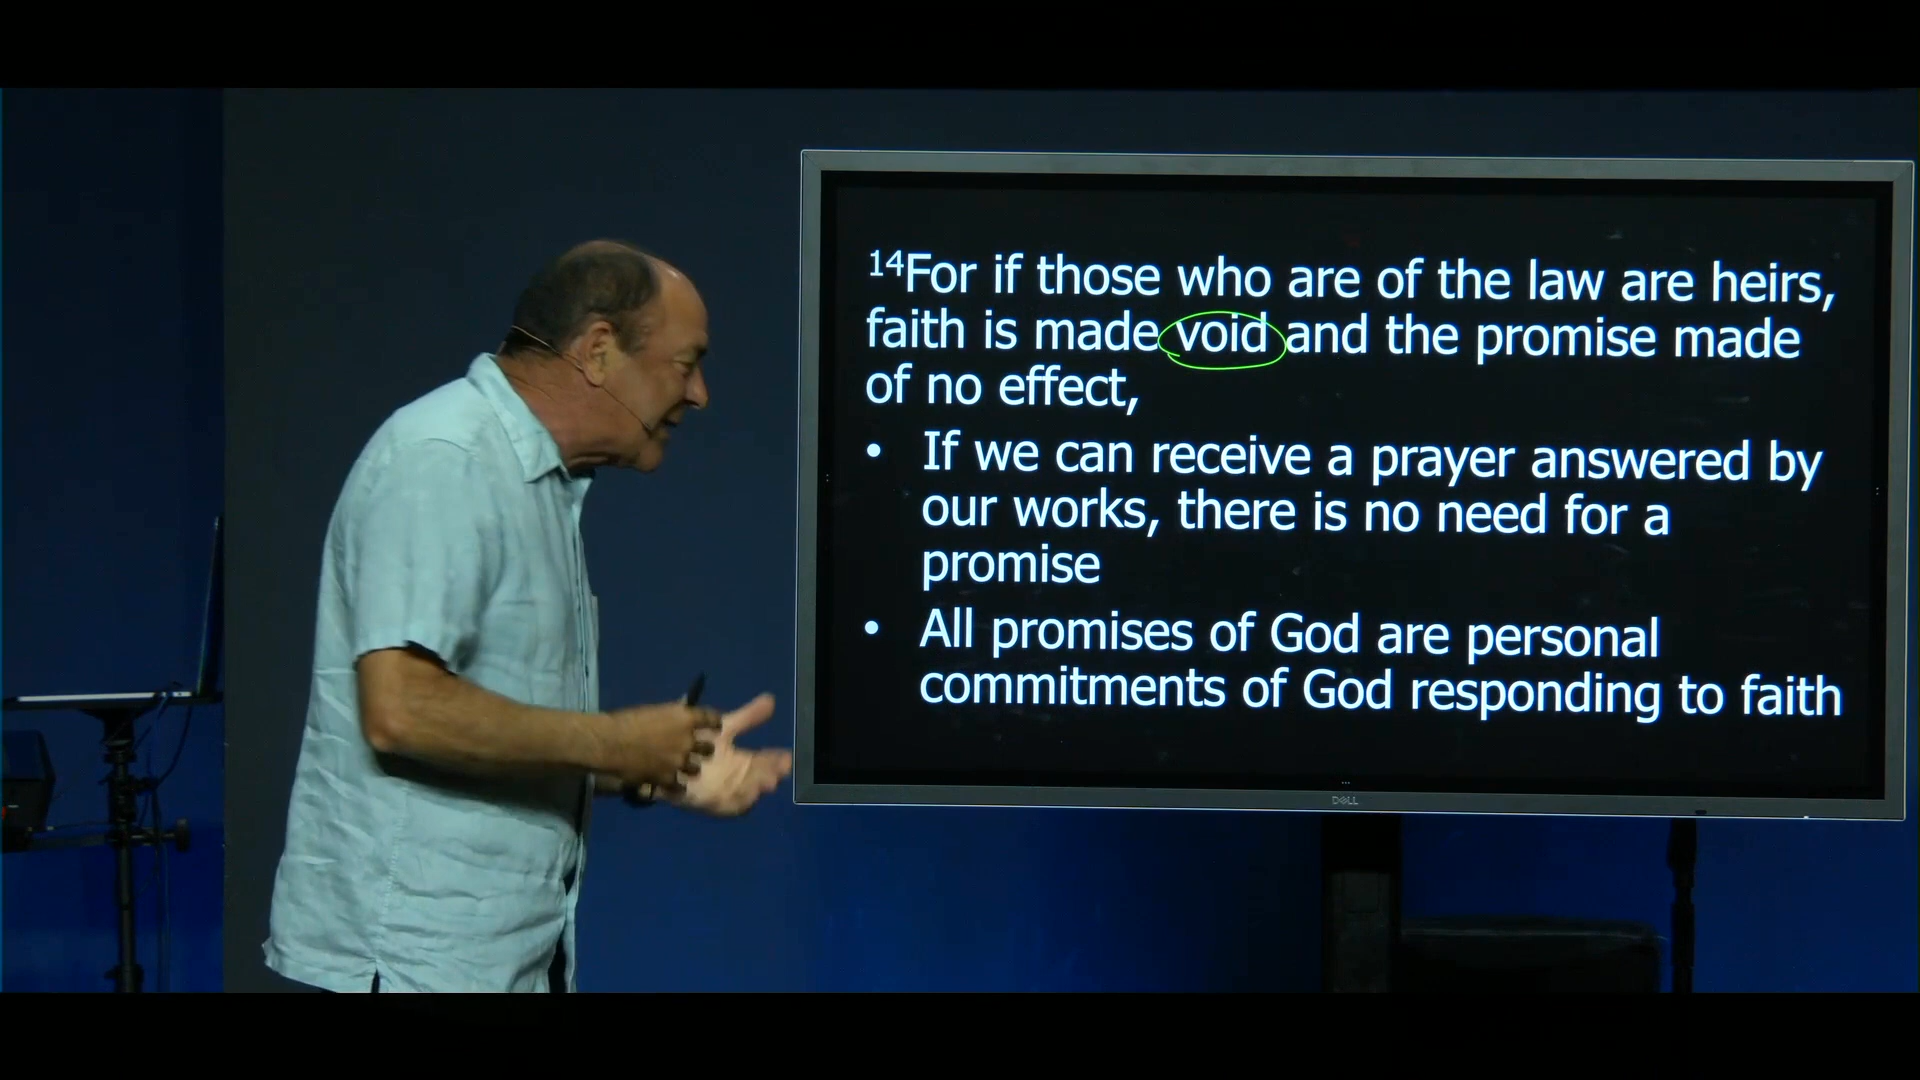 ¹⁴For if those who are of the law are heirs,
faith is made void and the promise made
of no effect,
• If we can receive a prayer answered by
our works, there is no need for a
promise
• All promises of God are personal
commitments of God responding to faith
DELL